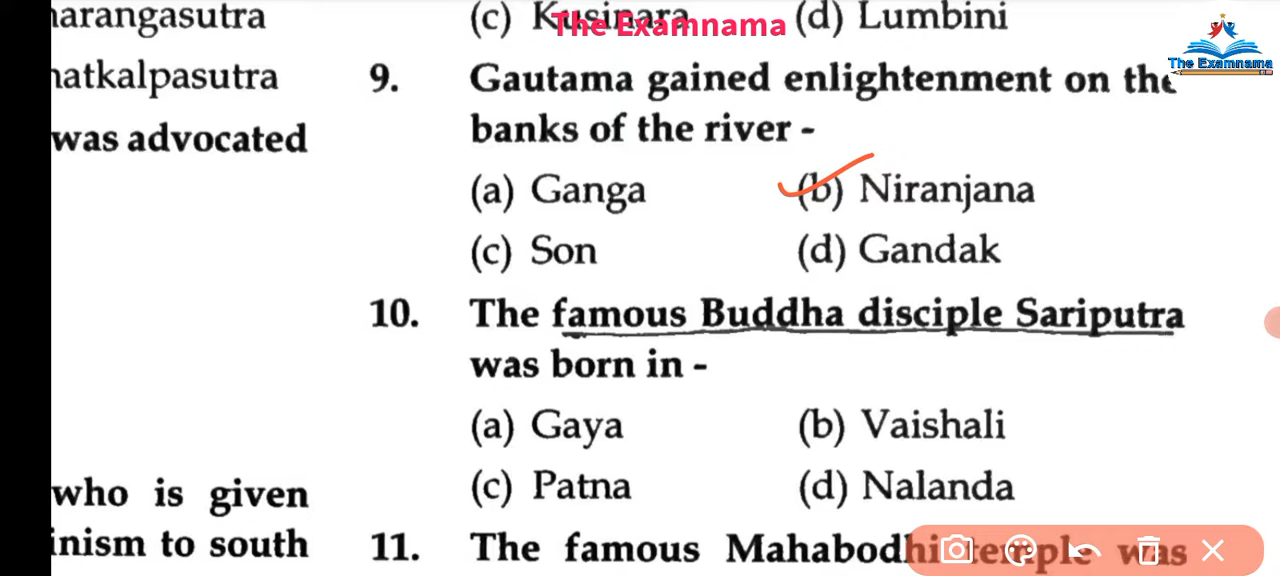 harangasutra
hatkalpasutra
was advocated
who is given
inism to south
(c) Kusinara (d) Lumbini
The Examnama
The Examnama
9. Gautama gained enlightenment on the
banks of the river -
(a) Ganga (b) Niranjana
(c) Son (d) Gandak
10. The famous Buddha disciple Sariputra
was born in -
(a) Gaya (b) Vaishali
(c) Patna (d) Nalanda
11. The famous Mahabodhi temple was